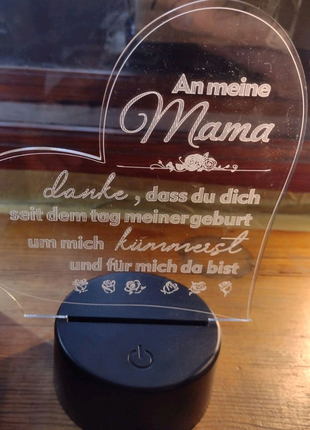 An meine
Mama
danke, dass du dich
seit dem tag meiner geburt
um mich kümmerst
und für mich da bist